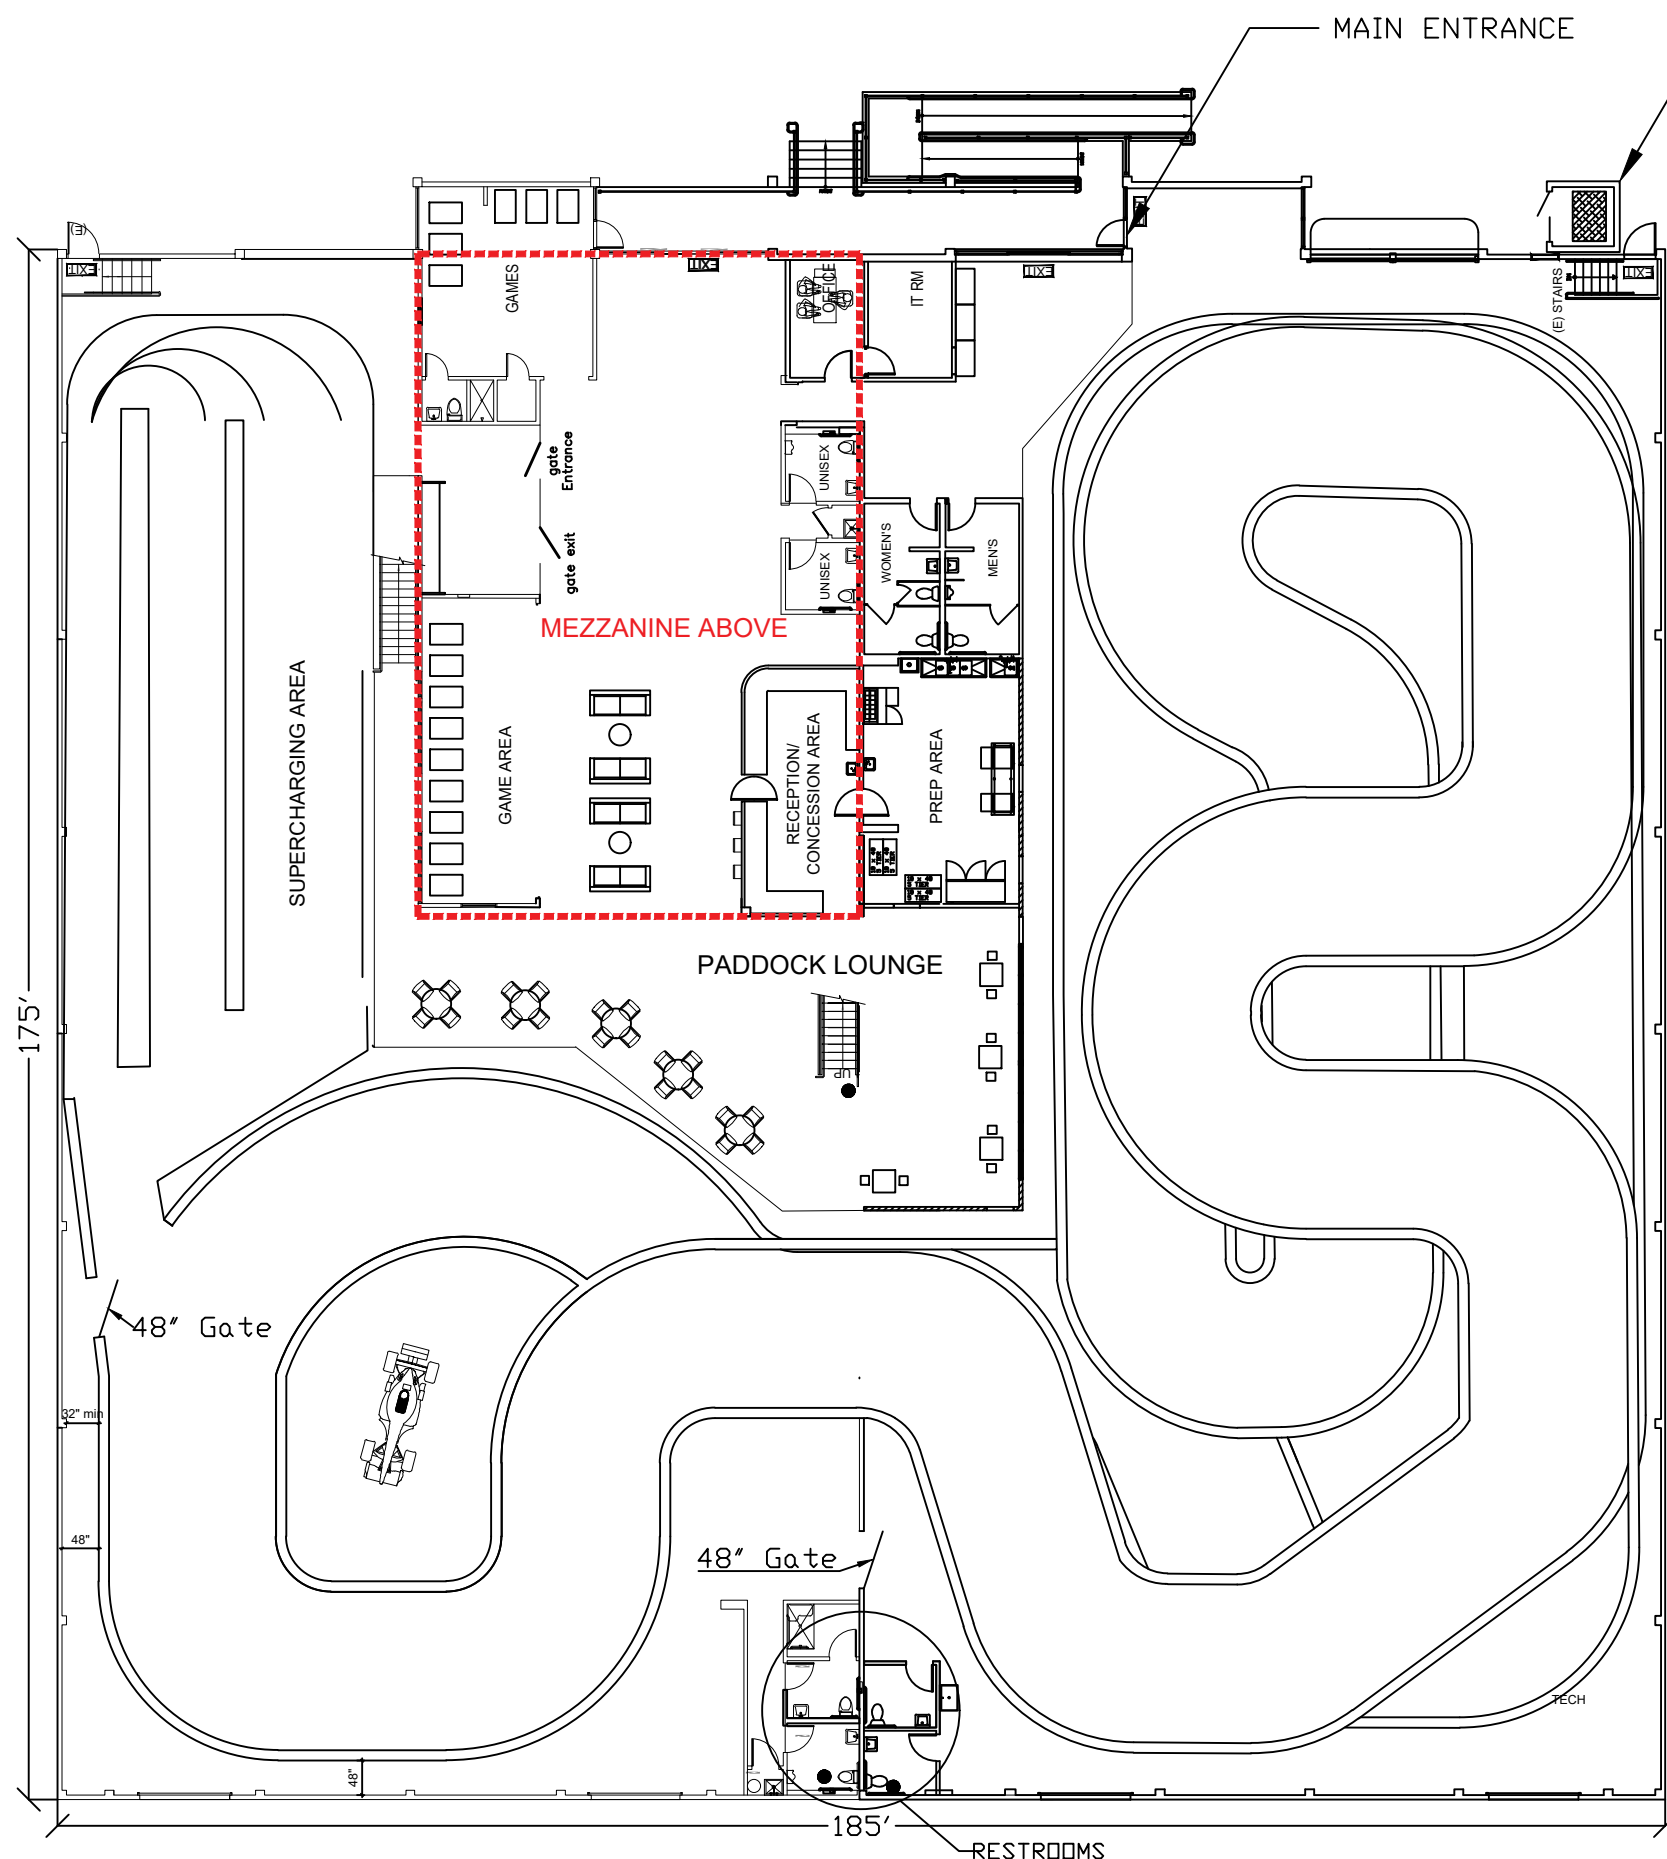 MAIN ENTRANCE
(E)
EXIT
EXIT
EXIT
EXIT
GAMES
OFFICE
IT RM
(E) STAIRS
gate
Entrance
gate exit
UNISEX
UNISEX
WOMEN'S
MEN'S
MEZZANINE ABOVE
SUPERCHARGING AREA
GAME AREA
RECEPTION/
CONCESSION AREA
PREP AREA
PADDOCK LOUNGE
UP
175'
48" Gate
32" min
48"
48" Gate
TECH
48"
185'
RESTROOMS